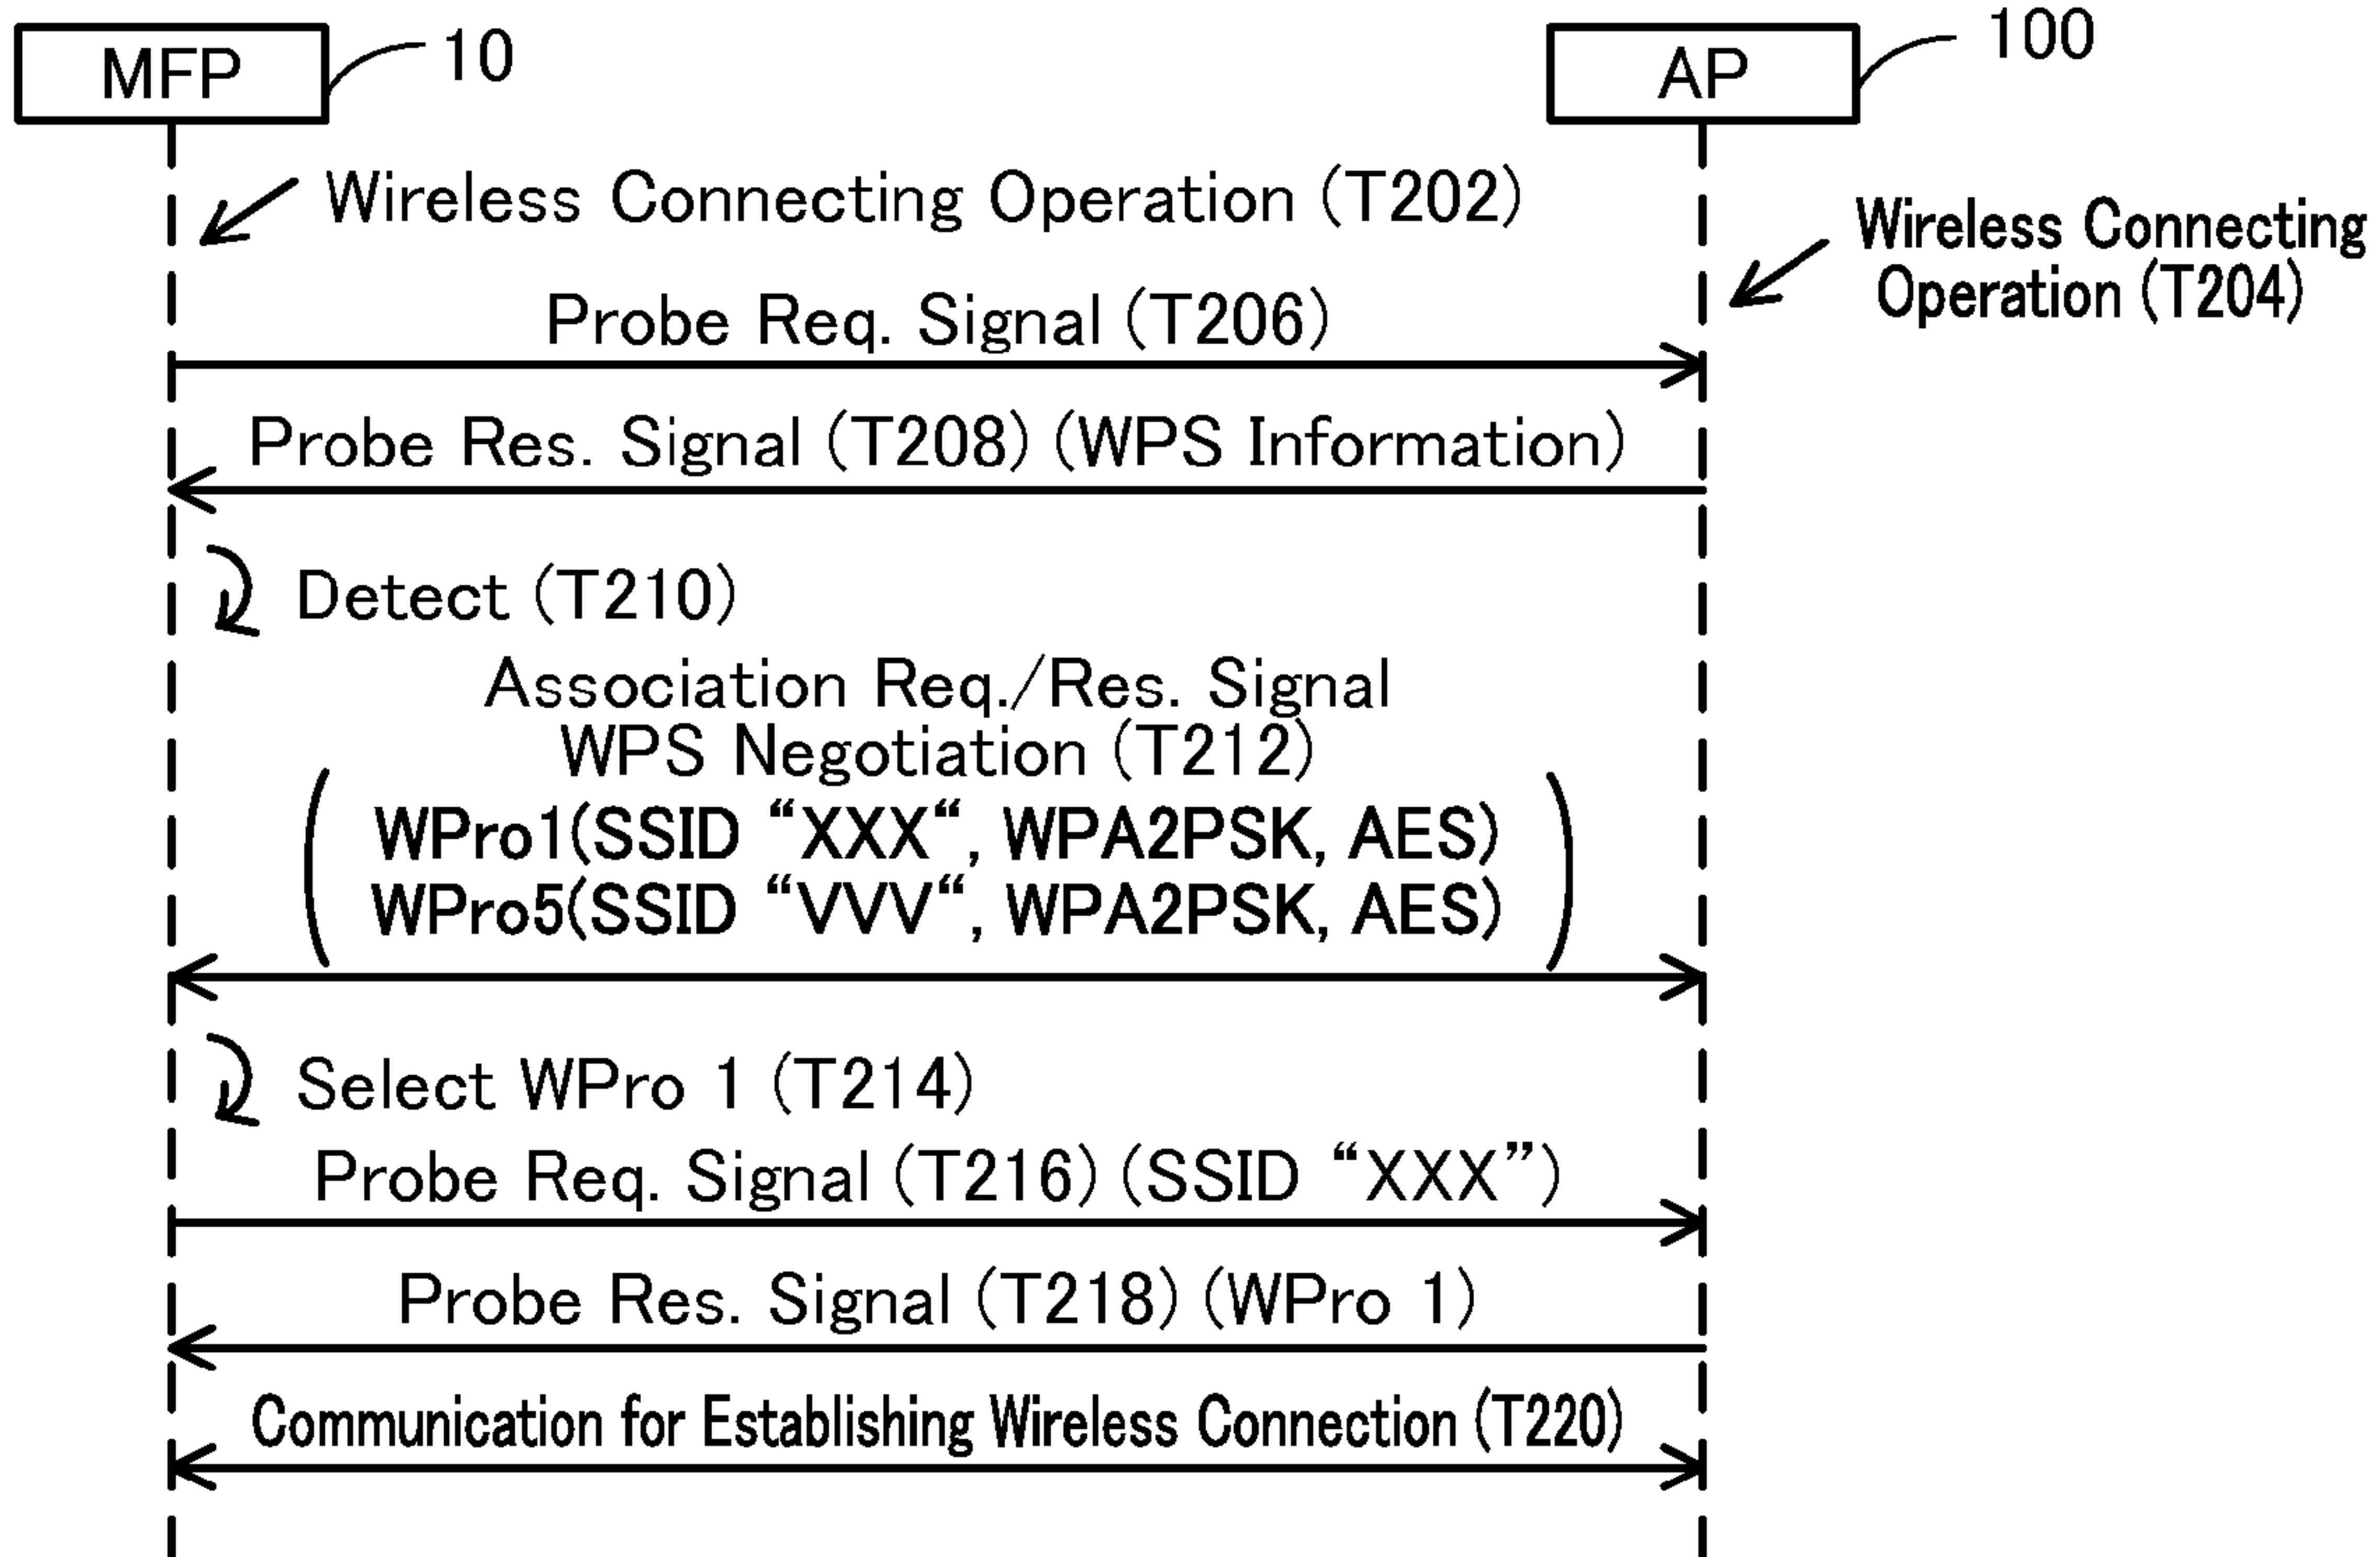 MFP 10
AP 100
Wireless Connecting Operation (T202)
Wireless Connecting
Operation (T204)
Probe Req. Signal (T206)
Probe Res. Signal (T208) (WPS Information)
Detect (T210)
Association Req./Res. Signal
WPS Negotiation (T212)
WPro1(SSID “XXX“, WPA2PSK, AES)
WPro5(SSID “VVV“, WPA2PSK, AES)
Select WPro 1 (T214)
Probe Req. Signal (T216) (SSID “XXX”)
Probe Res. Signal (T218) (WPro 1)
Communication for Establishing Wireless Connection (T220)